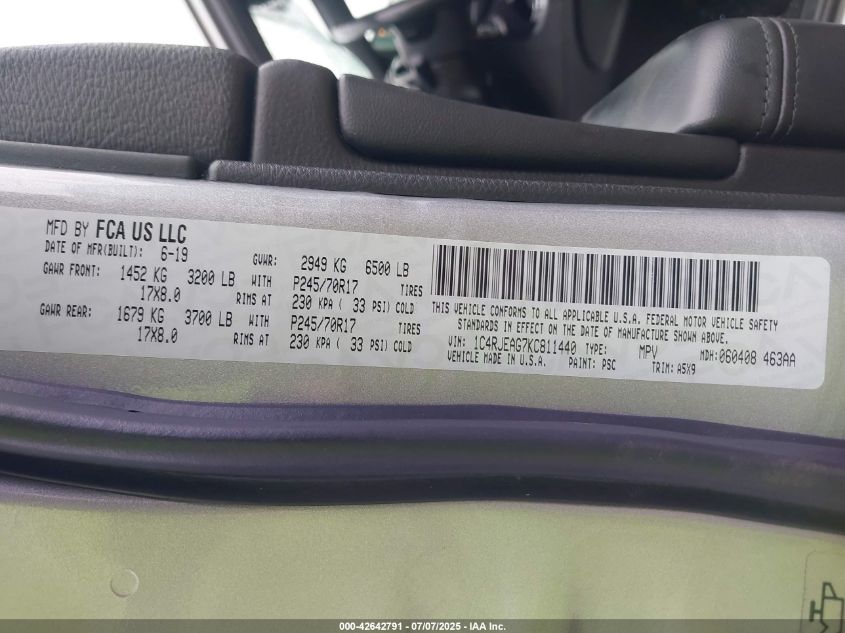 MFD BY FCA US LLC
DATE OF MFR(BUILT): 6-19 GVWR: 2949 KG 6500 LB
GAWR FRONT: 1452 KG 3200 LB WITH P245/70R17 TIRES
17X8.0 RIMS AT 230 KPA ( 33 PSI) COLD
GAWR REAR: 1679 KG 3700 LB WITH P245/70R17 TIRES
17X8.0 RIMS AT 230 KPA ( 33 PSI) COLD
THIS VEHICLE CONFORMS TO ALL APPLICABLE U.S.A. FEDERAL MOTOR VEHICLE SAFETY
STANDARDS IN EFFECT ON THE DATE OF MANUFACTURE SHOWN ABOVE.
VIN: 1C4RJEAG7KC811440 TYPE: MPV MDH:060408 463AA
VEHICLE MADE IN U.S.A. PAINT: PSC TRIM: A5X9
000-42642791 - 07/07/2025 - IAA Inc.